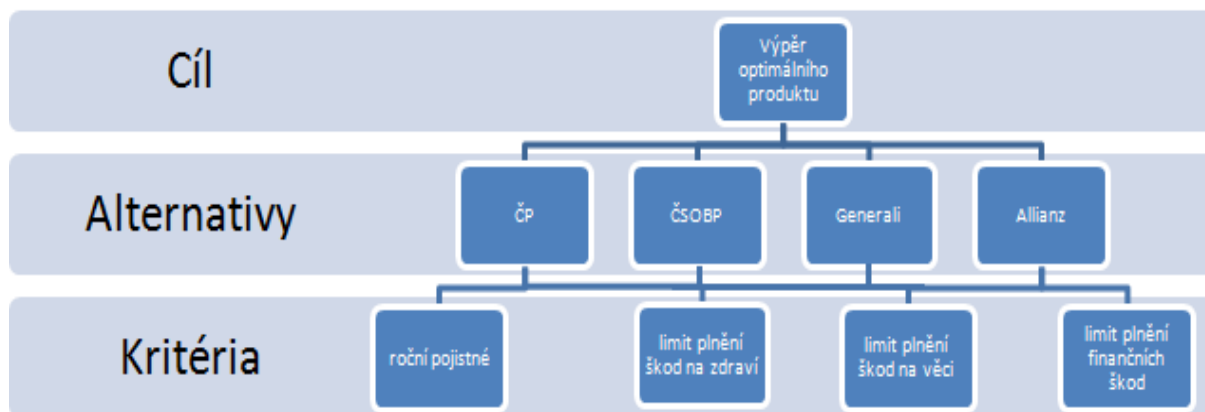 Cíl
Výpěr
optimálního
produktu
Alternativy
ČP
ČSOBP
Generali
Allianz
Kritéria
roční pojistné
limit plnění
škod na zdraví
limit plnění
škod na věci
limit plnění
finančních
škod